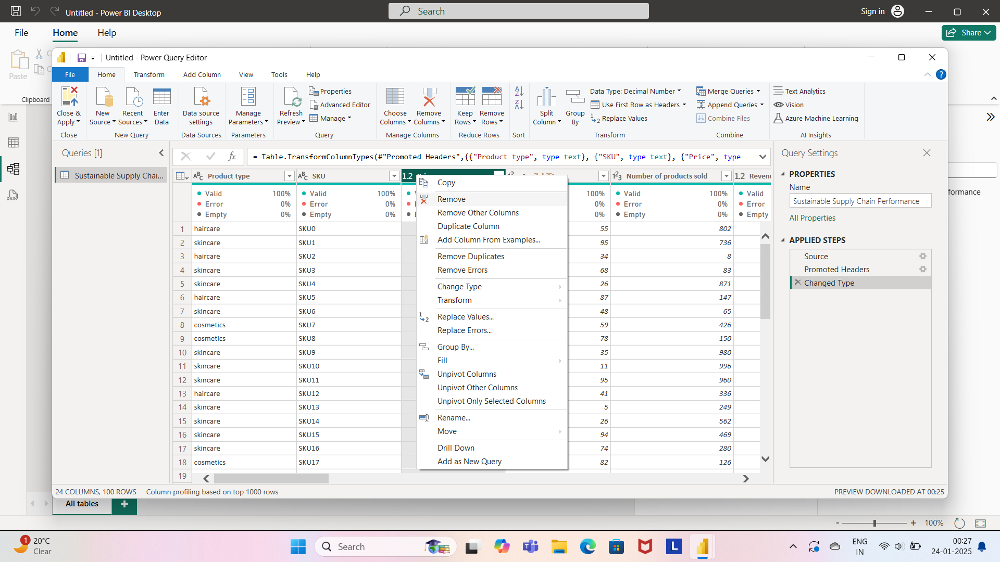 Untitled - Power BI Desktop
Search
Sign in
File
Home
Help
Share
Paste
Clipboard
Untitled - Power Query Editor
File
Home
Transform
Add Column
View
Tools
Help
Close & Apply
New Source
Recent Sources
Enter Data
Data source settings
Manage Parameters
Refresh Preview
Properties
Advanced Editor
Manage
Choose Columns
Remove Columns
Keep Rows
Remove Rows
Split Column
Group By
Data Type: Decimal Number
Use First Row as Headers
Replace Values
Merge Queries
Append Queries
Combine Files
Text Analytics
Vision
Azure Machine Learning
Close
New Query
Data Sources
Parameters
Query
Manage Columns
Reduce Rows
Sort
Transform
Combine
AI Insights
Queries [1]
Sustainable Supply Chai...
= Table.TransformColumnTypes(#"Promoted Headers",{{"Product type", type text}, {"SKU", type text}, {"Price", type
Product type
SKU
1.2
Number of products sold
1.2
Valid 100%
Error 0%
Empty 0%
Valid 100%
Error 0%
Empty 0%
100%
0%
0%
Valid 100%
Error 0%
Empty 0%
Valid
Error
Empty
1 haircare SKU0 55 802
2 skincare SKU1 95 736
3 haircare SKU2 34 8
4 skincare SKU3 68 83
5 skincare SKU4 26 871
6 haircare SKU5 87 147
7 skincare SKU6 48 65
8 cosmetics SKU7 59 426
9 cosmetics SKU8 78 150
10 skincare SKU9 35 980
11 skincare SKU10 11 996
12 skincare SKU11 95 960
13 haircare SKU12 41 336
14 skincare SKU13 5 249
15 skincare SKU14 26 562
16 skincare SKU15 94 469
17 skincare SKU16 74 280
18 cosmetics SKU17 82 126
19
Copy
Remove
Remove Other Columns
Duplicate Column
Add Column From Examples...
Remove Duplicates
Remove Errors
Change Type
Transform
Replace Values...
Replace Errors...
Group By...
Fill
Unpivot Columns
Unpivot Other Columns
Unpivot Only Selected Columns
Rename...
Move
Drill Down
Add as New Query
Query Settings
PROPERTIES
Name
Sustainable Supply Chain Performance
All Properties
APPLIED STEPS
Source
Promoted Headers
Changed Type
formance
24 COLUMNS, 100 ROWS
Column profiling based on top 1000 rows
PREVIEW DOWNLOADED AT 00:25
All tables
100%
1
20°C
Clear
Search
ENG
IN
00:27
24-01-2025